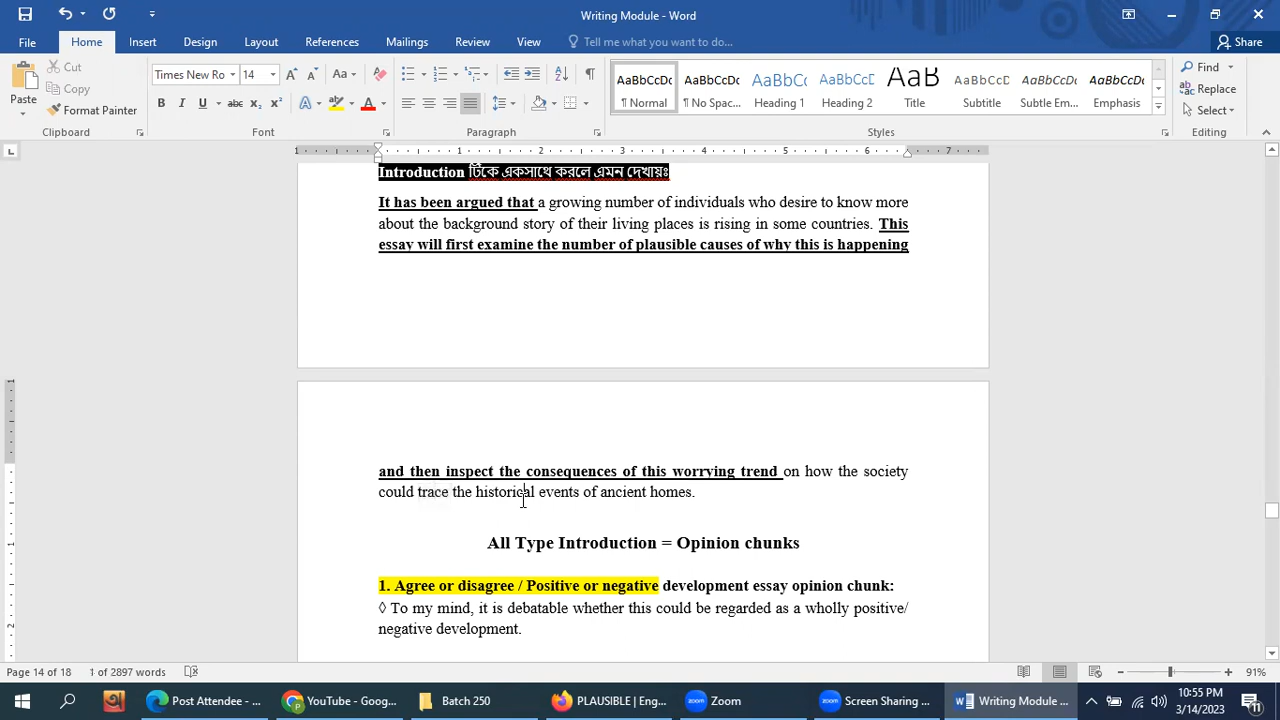 Writing Module - Word
File Home Insert Design Layout References Mailings Review View Tell me what you want to do... Share
Paste Cut Copy Format Painter
Times New Ro 14
AaBbCcDc AaBbCcDc AaBbC AaBbCcD AaB AaBbCcD AaBbCcDc AaBbCcDc
¶ Normal ¶ No Spac... Heading Heading 2 Title Subtitle Subtle Em... Emphasis
Find Replace Select
Clipboard Font Paragraph Styles Editing
Introduction টিকে একসাথে করলে এমন দেখায়ঃ
It has been argued that a growing number of individuals who desire to know more
about the background story of their living places is rising in some countries. This
essay will first examine the number of plausible causes of why this is happening
and then inspect the consequences of this worrying trend on how the society
could trace the historical events of ancient homes.
All Type Introduction = Opinion chunks
1. Agree or disagree / Positive or negative development essay opinion chunk:
◊ To my mind, it is debatable whether this could be regarded as a wholly positive/
negative development.
Page 14 of 18 1 of 2897 words 91%
Post Attendee - ... YouTube - Goog... Batch 250 PLAUSIBLE | Eng... Zoom Screen Sharing ... Writing Module ... 10:55 PM
3/14/2023